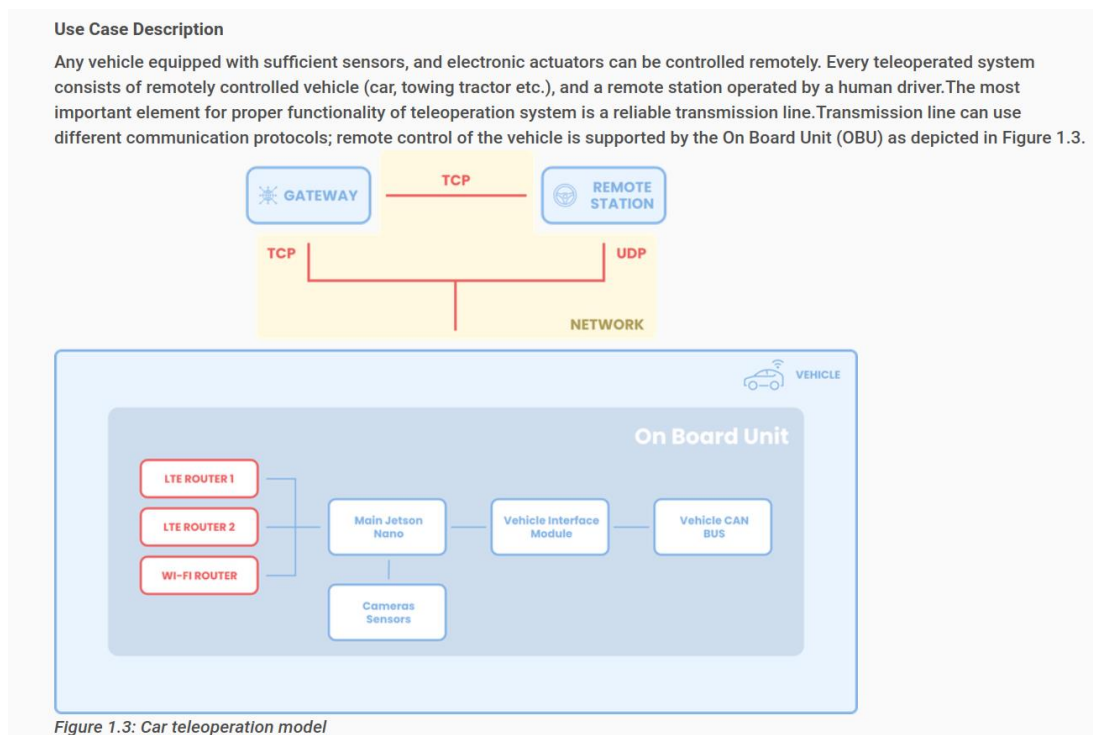 Use Case Description
Any vehicle equipped with sufficient sensors, and electronic actuators can be controlled remotely. Every teleoperated system
consists of remotely controlled vehicle (car, towing tractor etc.), and a remote station operated by a human driver.The most
important element for proper functionality of teleoperation system is a reliable transmission line.Transmission line can use
different communication protocols; remote control of the vehicle is supported by the On Board Unit (OBU) as depicted in Figure 1.3.
GATEWAY
TCP
REMOTE
STATION
TCP
UDP
NETWORK
VEHICLE
On Board Unit
LTE ROUTER 1
LTE ROUTER 2
WI-FI ROUTER
Main Jetson
Nano
Vehicle Interface
Module
Vehicle CAN
BUS
Cameras
Sensors
Figure 1.3: Car teleoperation model